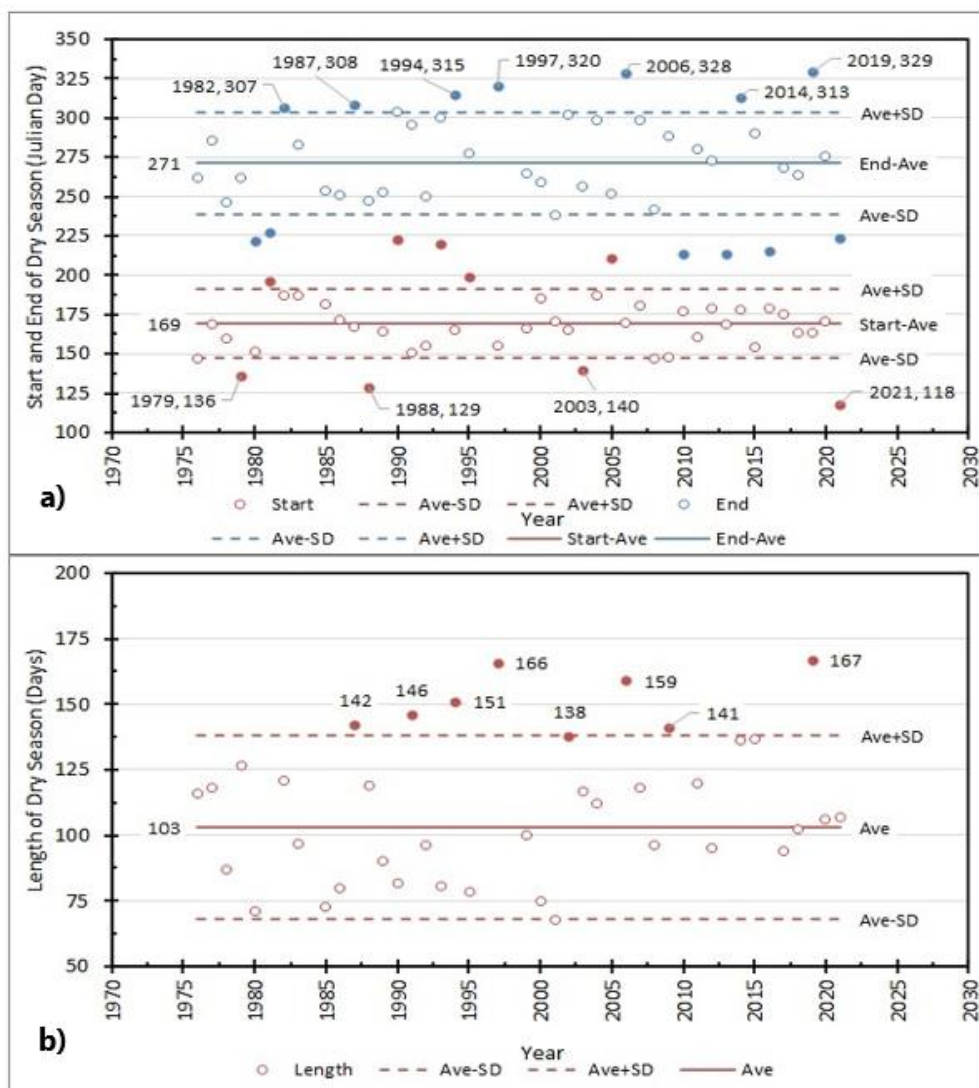 Start and End of Dry Season (Julian Day)
350
325
300
275
250
225
200
175
150
125
100
271
169
1982, 307
1987, 308
1994, 315
1997, 320
2006, 328
2019, 329
2014, 313
Ave+SD
End-Ave
Ave-SD
Ave+SD
Start-Ave
Ave-SD
1979, 136
1988, 129
2003, 140
2021, 118
1970
1975
1980
1985
1990
1995
2000
2005
2010
2015
2020
2025
2030
a)
Year
Start
Ave-SD
Ave+SD
End
Ave-SD
Ave+SD
Start-Ave
End-Ave
Length of Dry Season (Days)
200
175
150
125
100
75
50
103
142
146
151
166
138
159
141
167
Ave+SD
Ave
Ave-SD
1970
1975
1980
1985
1990
1995
2000
2005
2010
2015
2020
2025
2030
b)
Year
Length
Ave-SD
Ave+SD
Ave